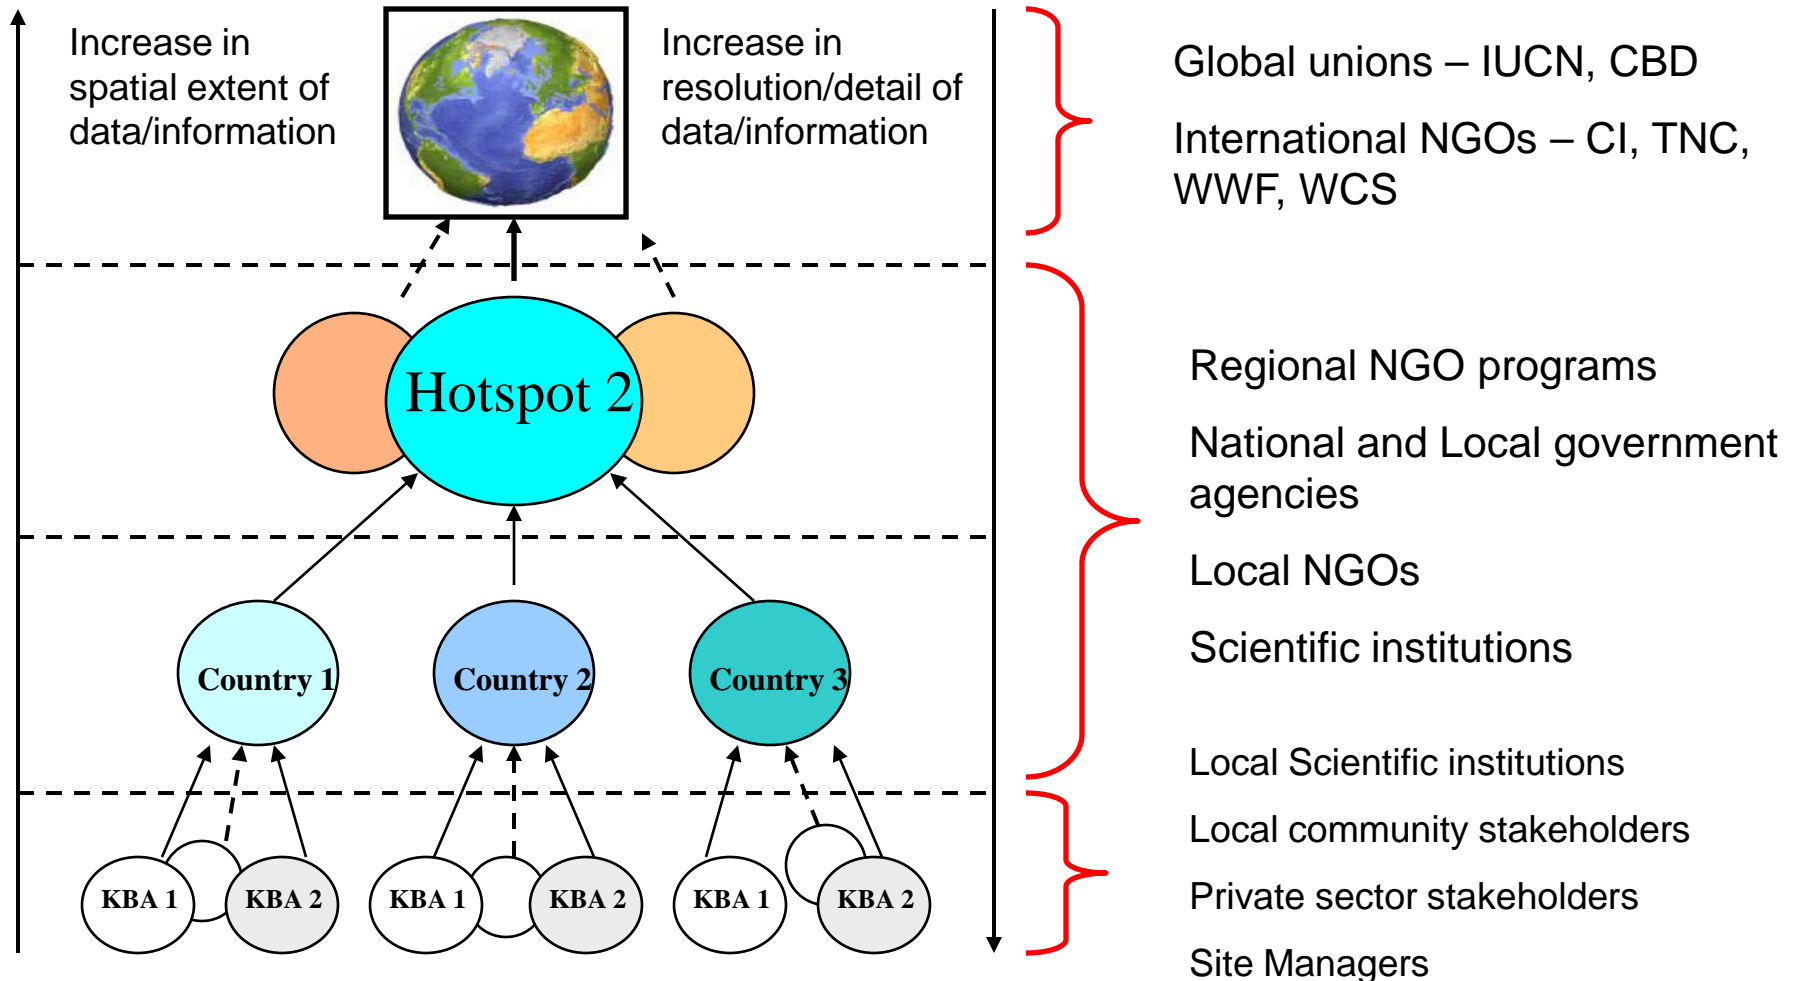 Increase in
spatial extent of
data/information
Increase in
resolution/detail of
data/information
Global unions – IUCN, CBD
International NGOs – CI, TNC,
WWF, WCS
Hotspot 2
Regional NGO programs
National and Local government
agencies
Local NGOs
Scientific institutions
Country 1
Country 2
Country 3
Local Scientific institutions
Local community stakeholders
Private sector stakeholders
Site Managers
KBA 1
KBA 2
KBA 1
KBA 2
KBA 1
KBA 2